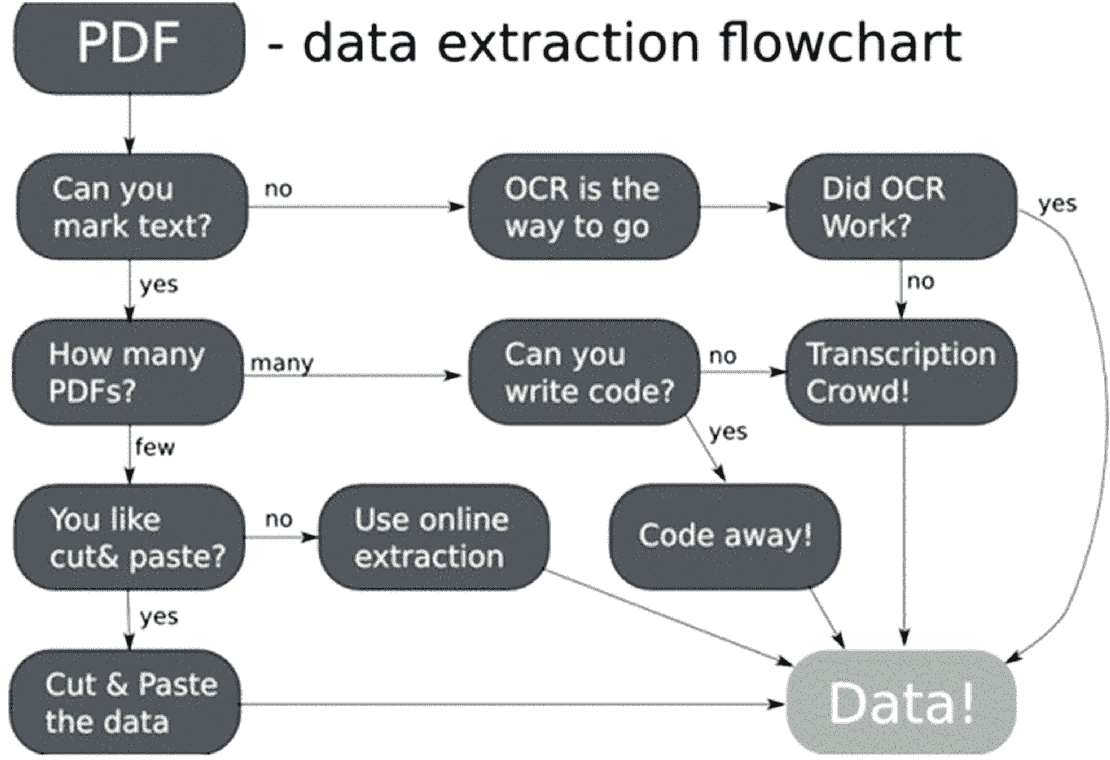 PDF - data extraction flowchart
Can you
mark text?
no
OCR is the
way to go
Did OCR
Work?
yes
yes
no
How many
PDFs?
many
Can you
write code?
no
Transcription
Crowd!
few
yes
You like
cut& paste?
no
Use online
extraction
Code away!
yes
Cut & Paste
the data
Data!